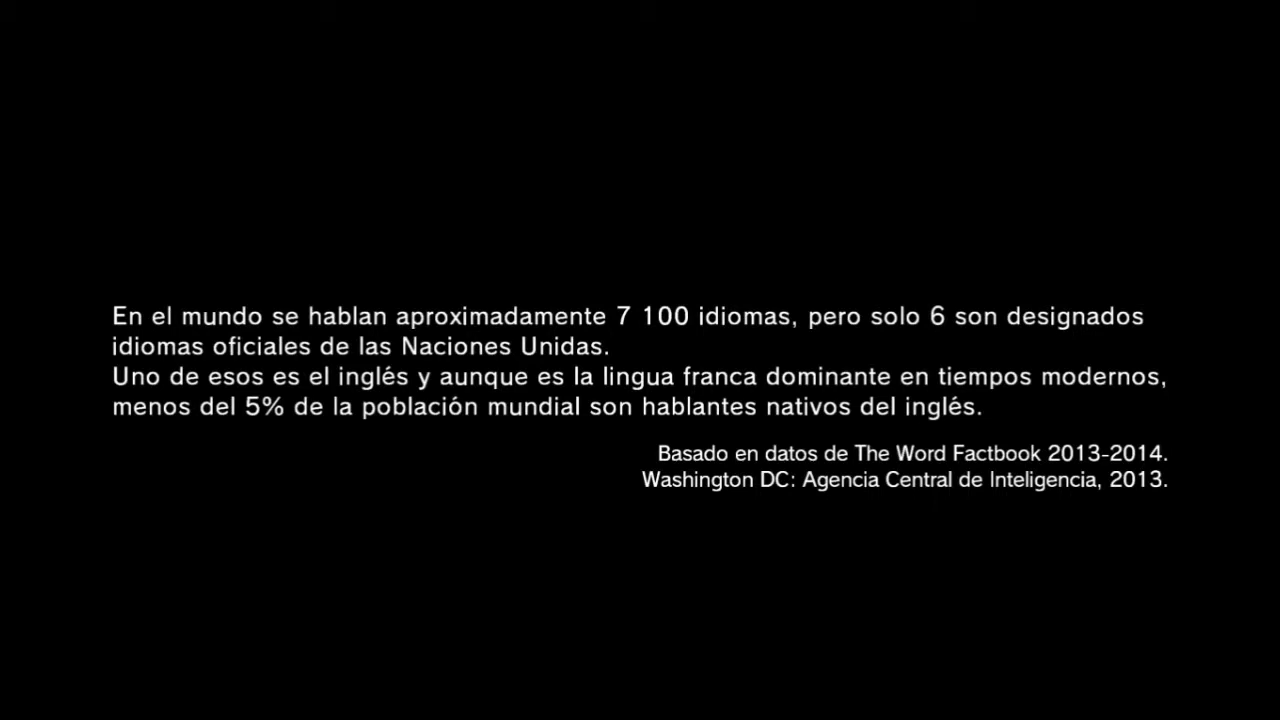 En el mundo se hablan aproximadamente 7 100 idiomas, pero solo 6 son designados
idiomas oficiales de las Naciones Unidas.
Uno de esos es el inglés y aunque es la lingua franca dominante en tiempos modernos,
menos del 5% de la población mundial son hablantes nativos del inglés.
Basado en datos de The Word Factbook 2013-2014.
Washington DC: Agencia Central de Inteligencia, 2013.